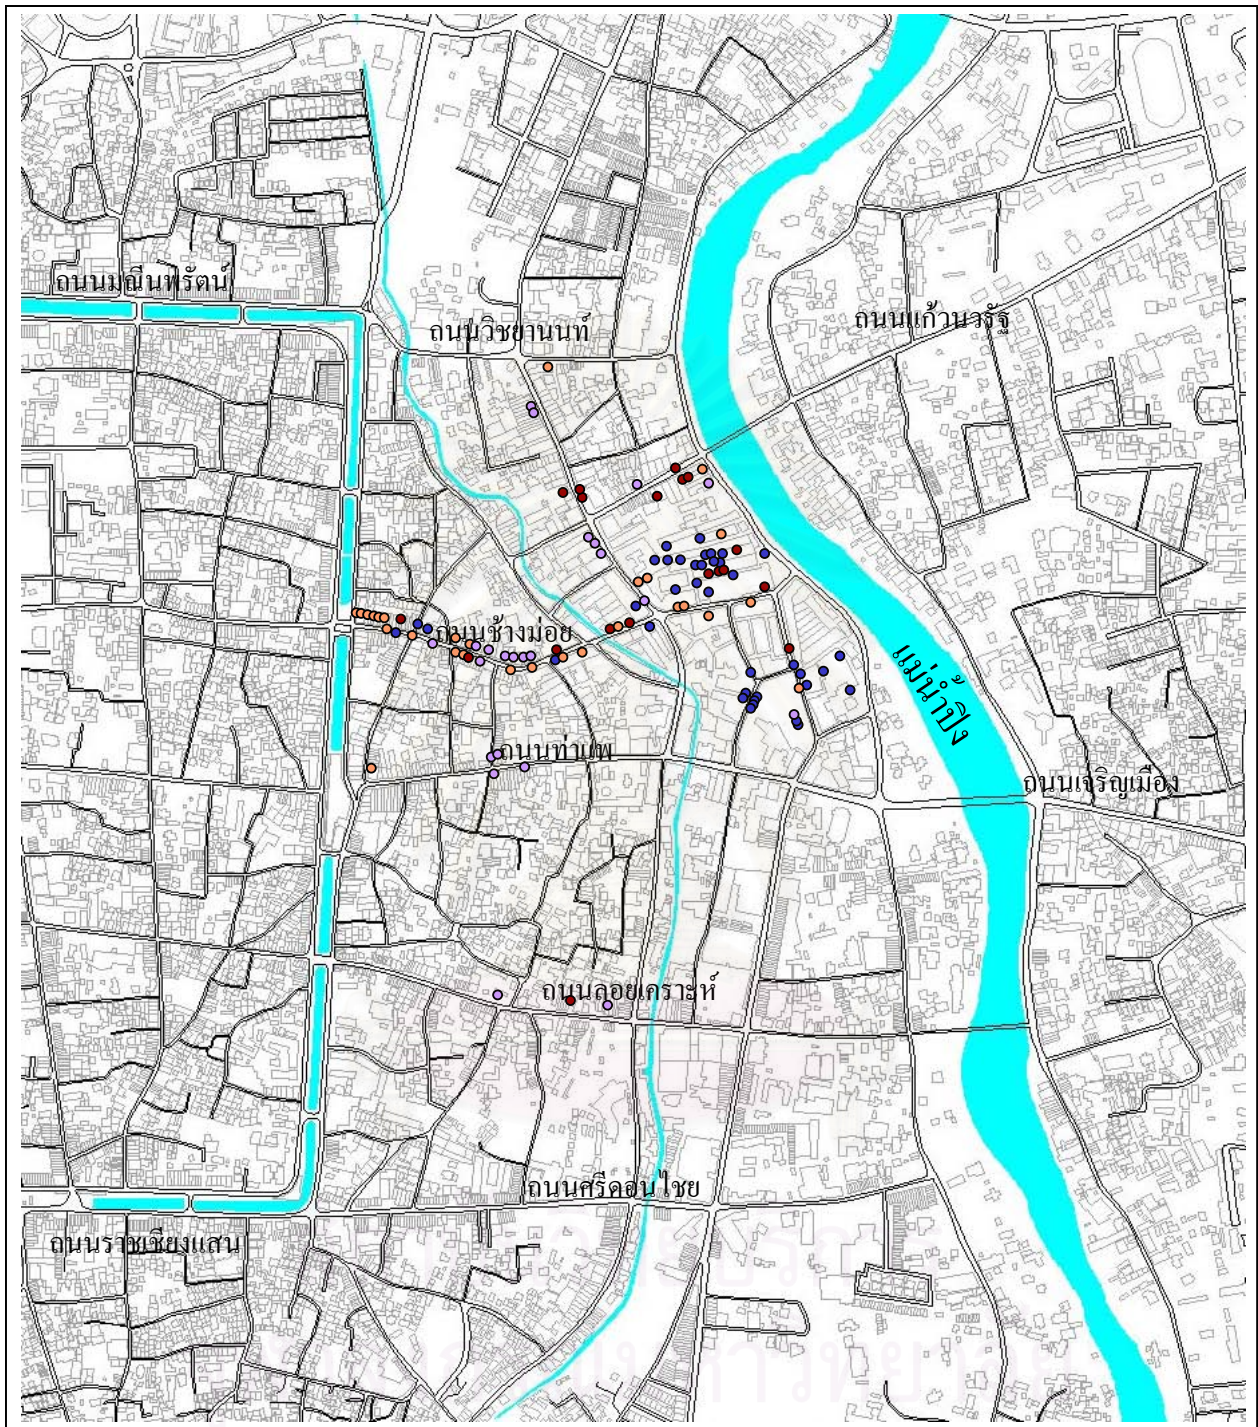 ถนนมณีนพรัตน์
ถนนวิชยานนท์
ถนนแก้วนวรัฐ
ถนนช้างม่อย
แม่น้ำปิง
ถนนท่าแพ
ถนนเจริญเมือง
ถนนลอยเคราะห์
ถนนศรีดอนไชย
ถนนราชเชียงแสน